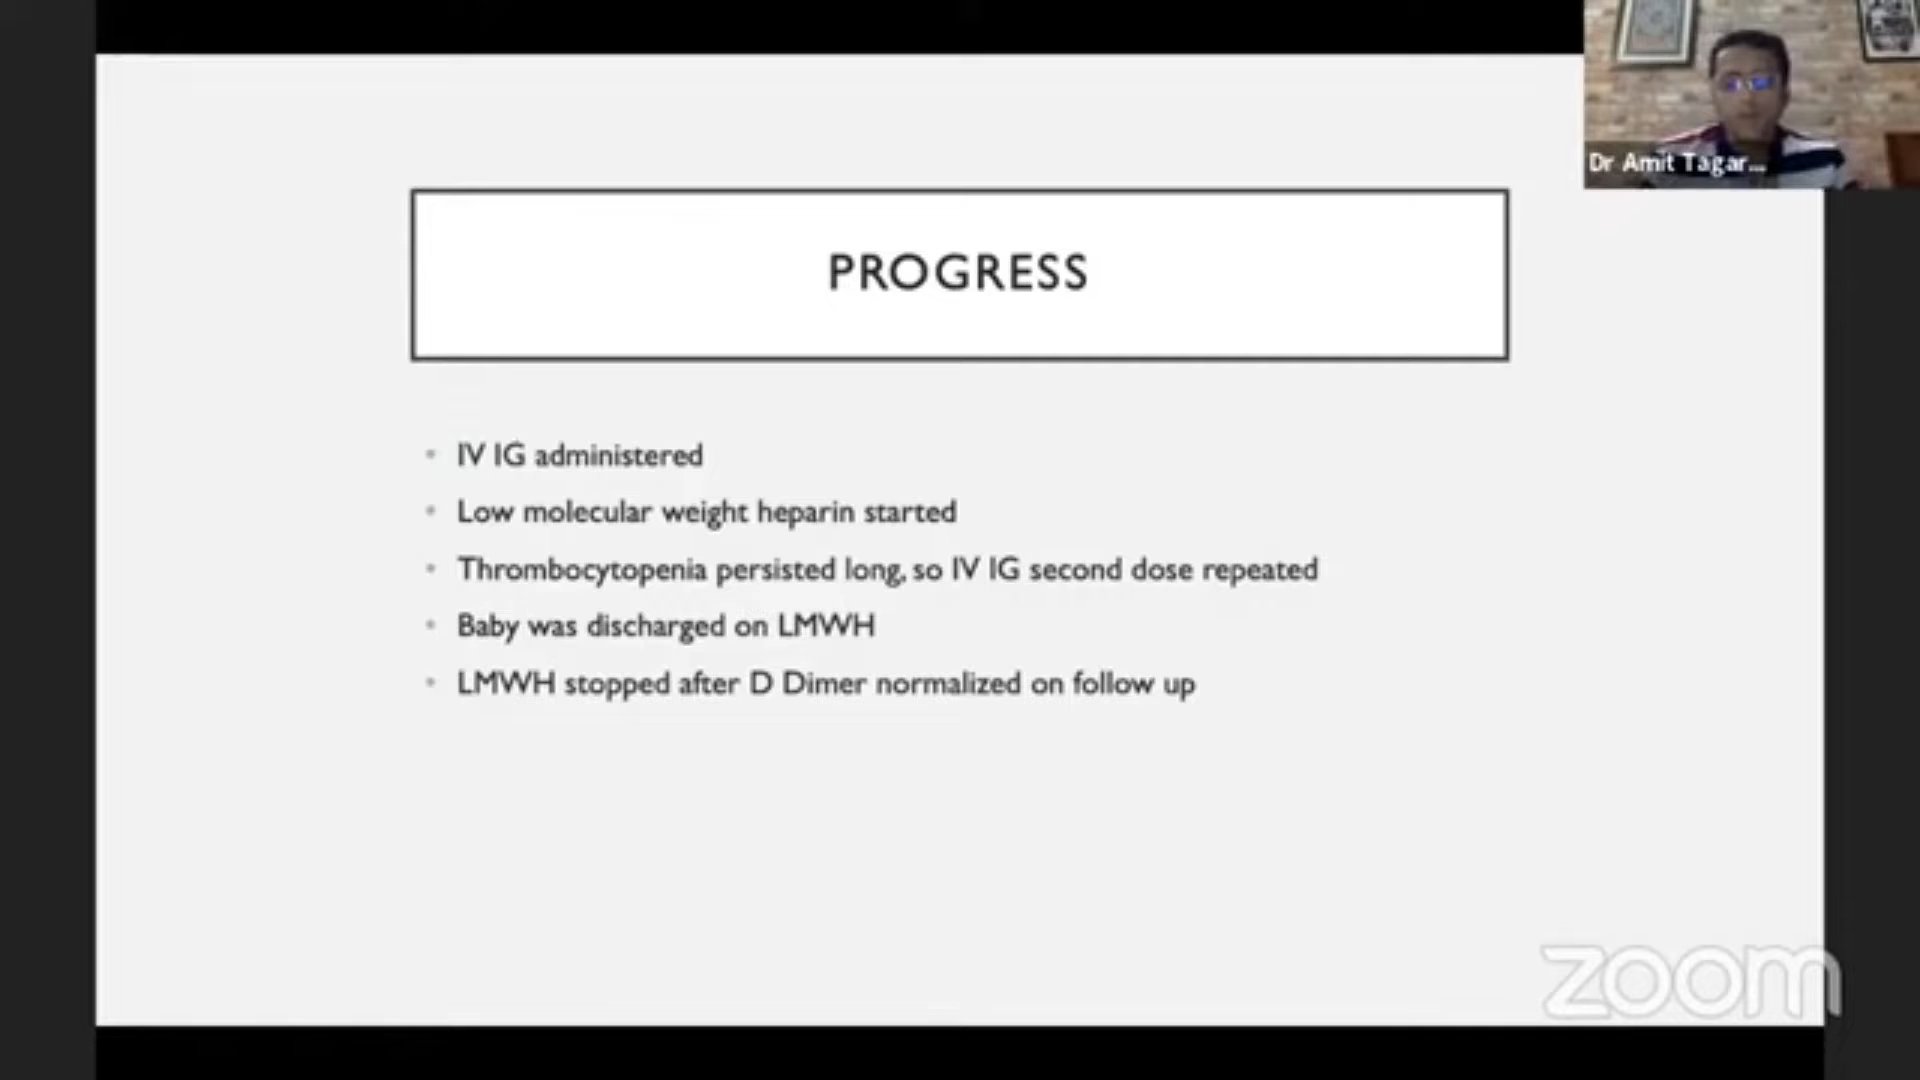 Dr Amit Tagar...
PROGRESS
• IV IG administered
• Low molecular weight heparin started
• Thrombocytopenia persisted long, so IV IG second dose repeated
• Baby was discharged on LMWH
• LMWH stopped after D Dimer normalized on follow up
zoom